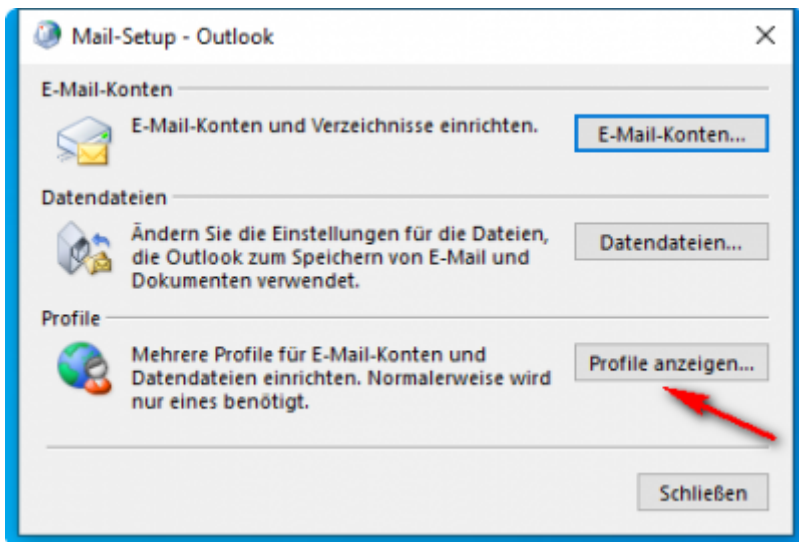 Mail-Setup - Outlook
E-Mail-Konten
E-Mail-Konten und Verzeichnisse einrichten.
E-Mail-Konten...
Datendateien
Ändern Sie die Einstellungen für die Dateien,
die Outlook zum Speichern von E-Mail und
Dokumenten verwendet.
Datendateien...
Profile
Mehrere Profile für E-Mail-Konten und
Datendateien einrichten. Normalerweise wird
nur eines benötigt.
Profile anzeigen...
Schließen